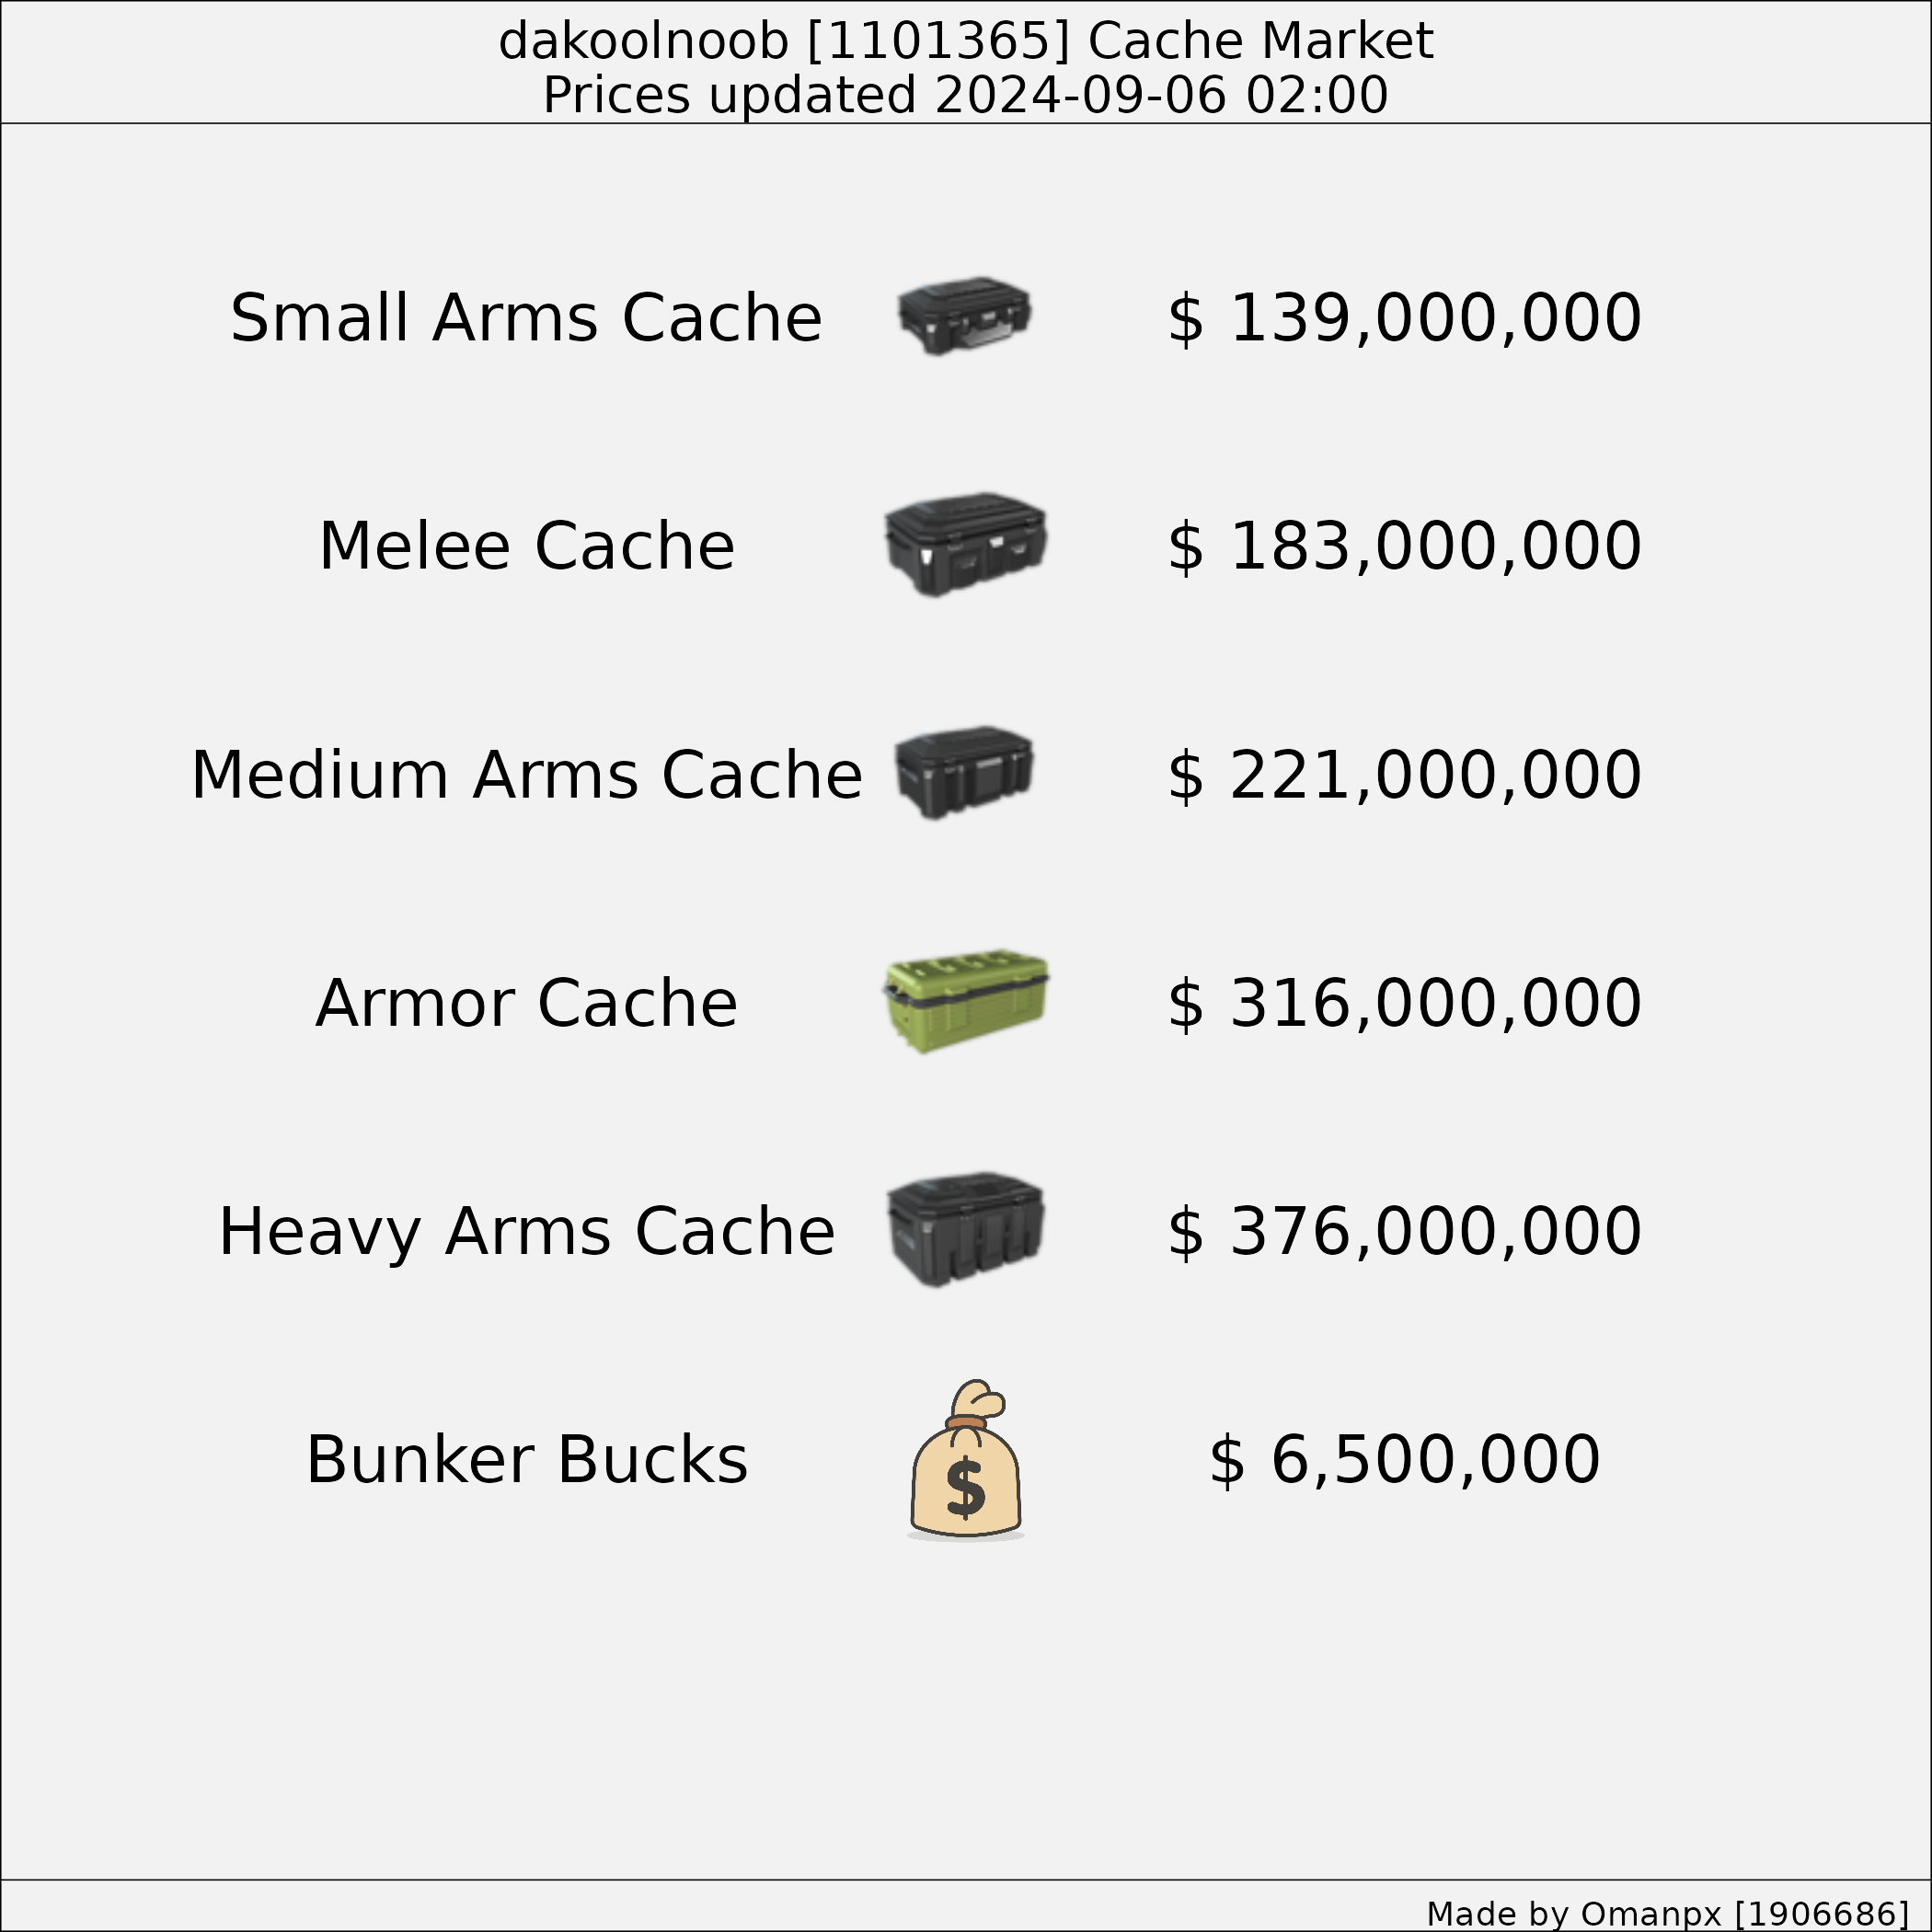 dakoolnoob [1101365] Cache Market
Prices updated 2024-09-06 02:00
Small Arms Cache $ 139,000,000
Melee Cache $ 183,000,000
Medium Arms Cache $ 221,000,000
Armor Cache $ 316,000,000
Heavy Arms Cache $ 376,000,000
Bunker Bucks $ $ 6,500,000
Made by Omanpx [1906686]